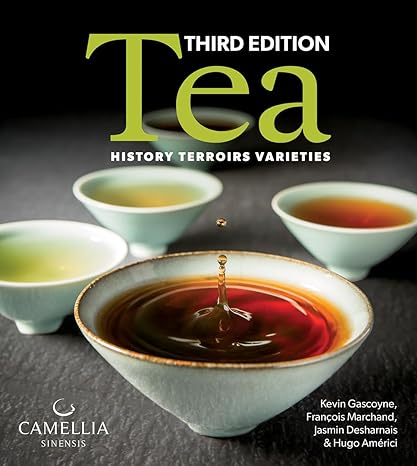 THIRD EDITION
Tea
HISTORY TERROIRS VARIETIES
Kevin Gascoyne,
François Marchand,
Jasmin Desharnais
& Hugo Américi
CAMELLIA
SINENSIS